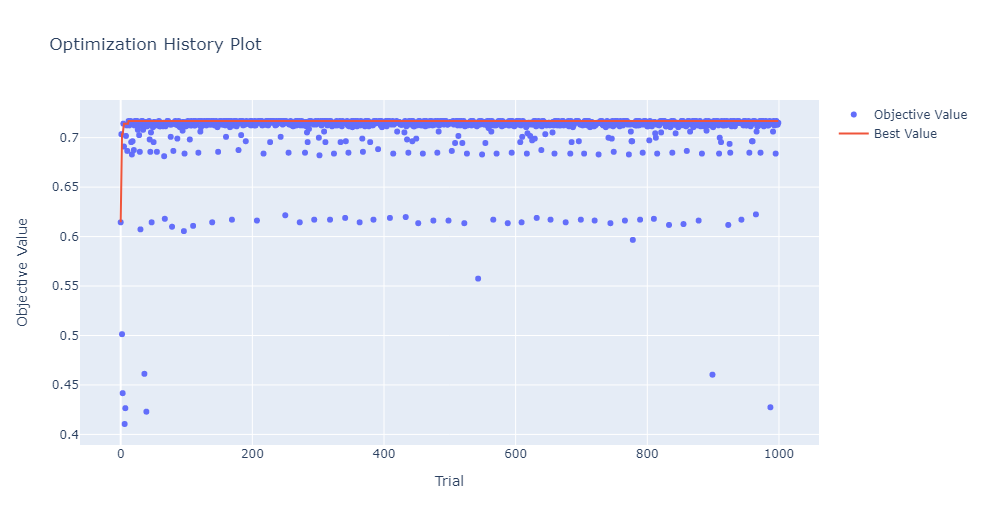 Optimization History Plot
Objective Value
Best Value
0.7
0.65
0.6
0.55
0.5
0.45
0.4
Objective Value
0
200
400
600
800
1000
Trial